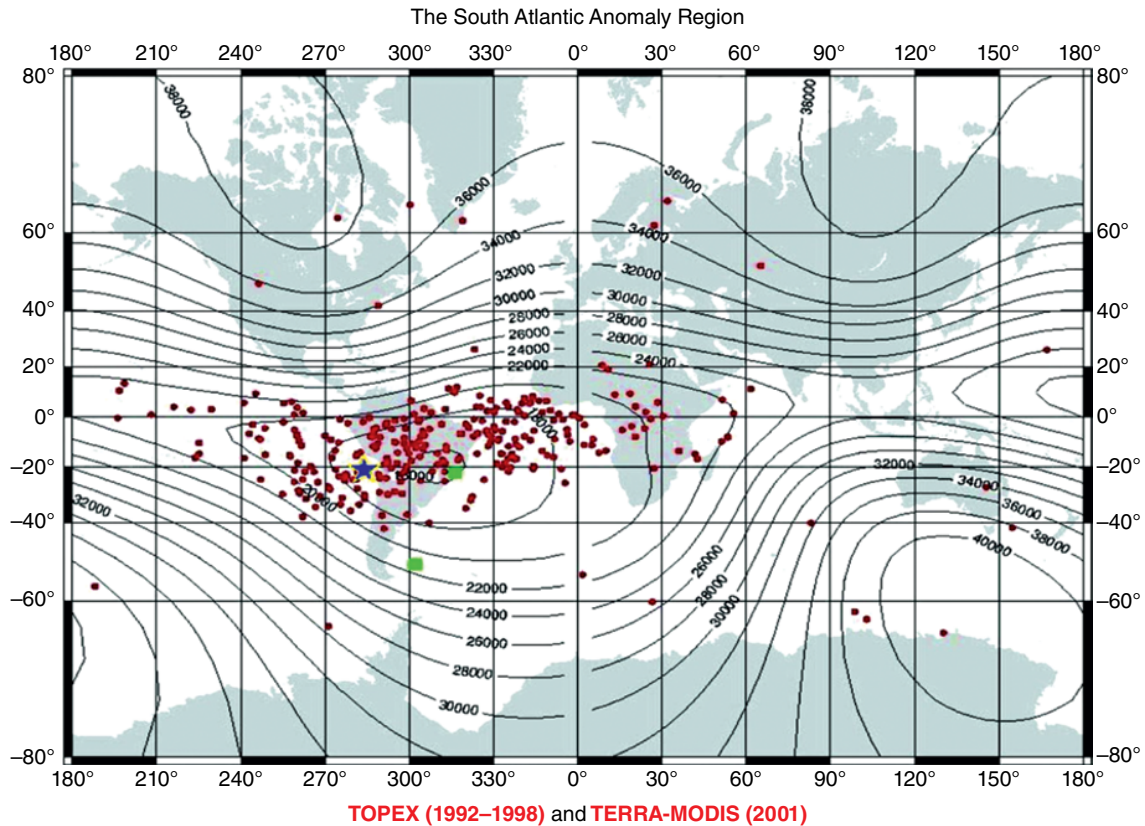 The South Atlantic Anomaly Region
180° 210° 240° 270° 300° 330° 0° 30° 60° 90° 120° 150° 180°
80° 80°
38000 38000
36000 36000
60° 60°
34000 34000
32000 32000
40° 30000 30000 40°
28000 28000
26000 26000
24000 24000
20° 22000 20°
0° 18000 0°
–20° 32000 –20°
34000
32000 36000
–40° 38000 –40°
40000
26000
22000 28000
–60° 24000 30000 –60°
26000
28000
30000
–80° –80°
180° 210° 240° 270° 300° 330° 0° 30° 60° 90° 120° 150° 180°
TOPEX (1992–1998) and TERRA-MODIS (2001)